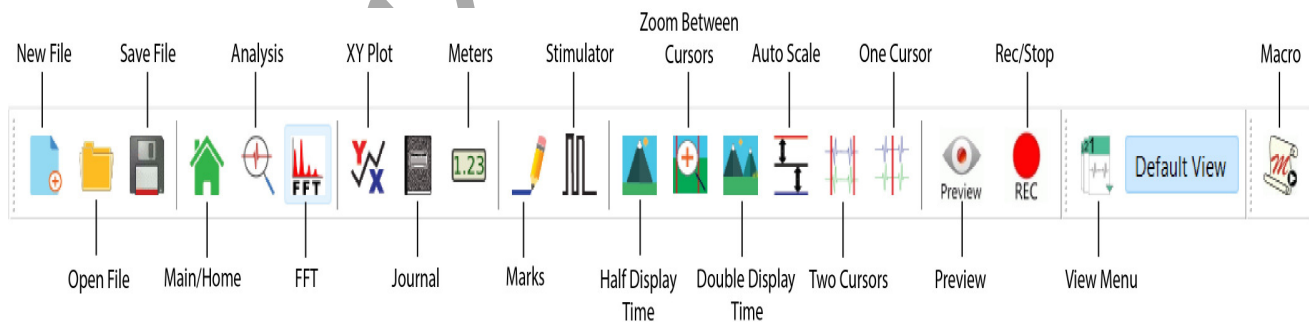 Zoom Between
New File
Save File
Analysis
XY Plot
Meters
Stimulator
Cursors
Auto Scale
One Cursor
Rec/Stop
Macro
FFT
Y
X
1.23
Preview
REC
21
Default View
m
Open File
Main/Home
FFT
Journal
Marks
Half Display
Time
Double Display
Time
Two Cursors
Preview
View Menu